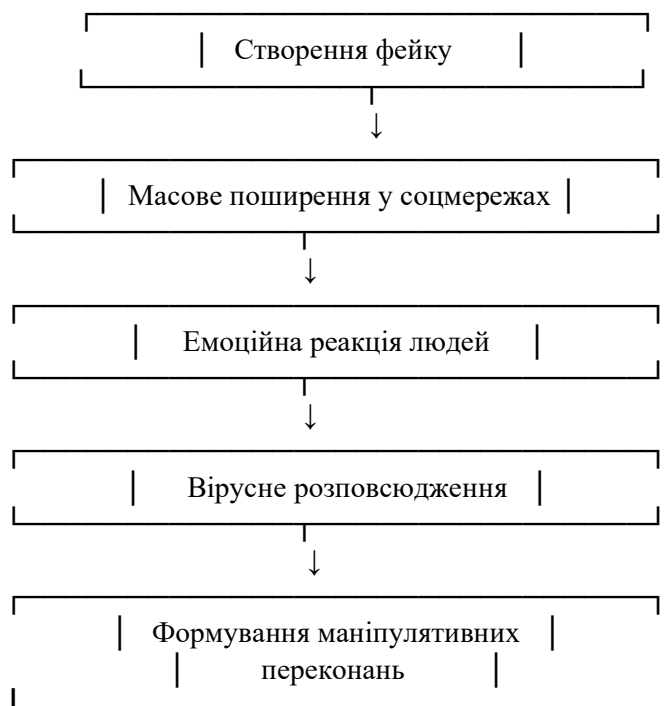 Створення фейку
↓
Масове поширення у соцмережах
↓
Емоційна реакція людей
↓
Вірусне розповсюдження
↓
Формування маніпулятивних
переконань